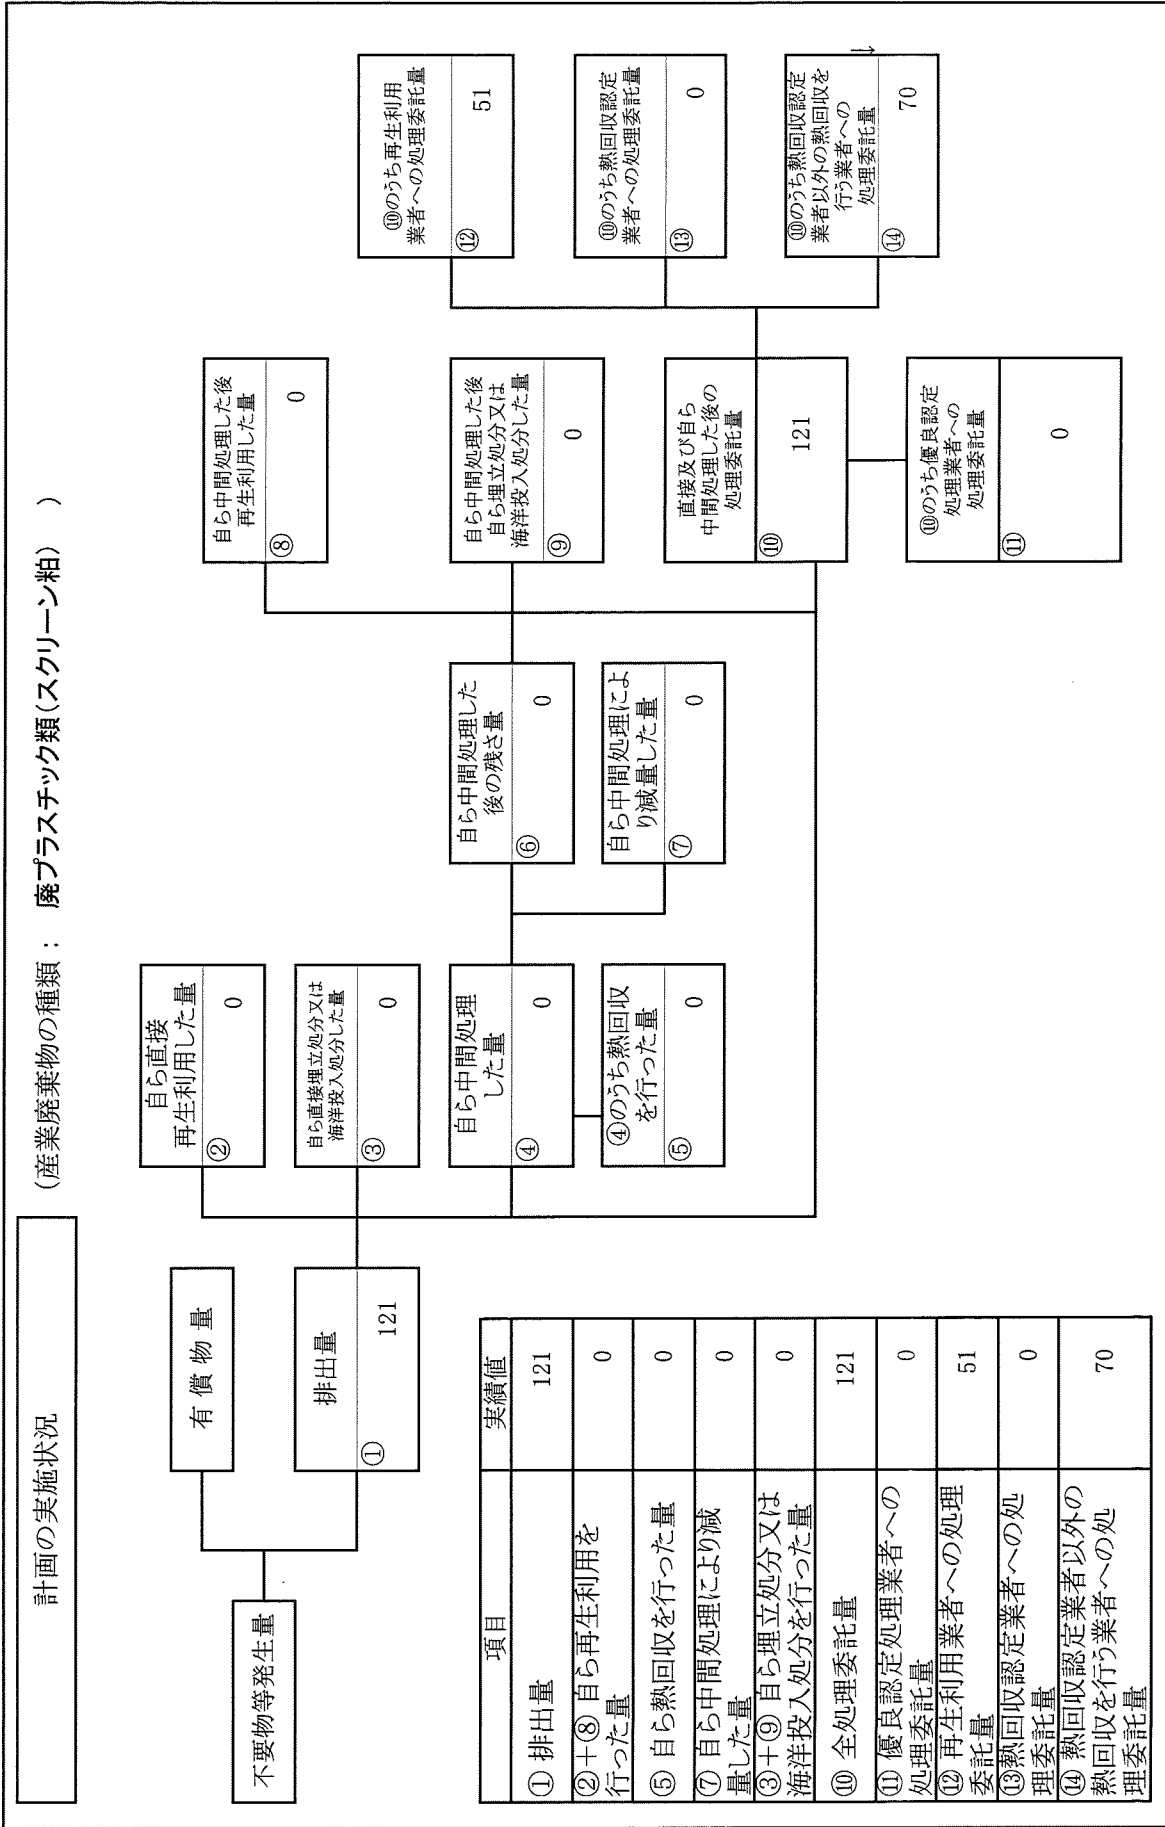 計画の実施状況
(産業廃棄物の種類： 廃プラスチック類(スクリーン粕) )
不要物等発生量
有 償 物 量
排出量
① 121
自ら直接
再生利用した量
② 0
自ら直接埋立処分又は
海洋投入処分した量
③ 0
自ら中間処理
した量
④ 0
④のうち熱回収
を行った量
⑤ 0
自ら中間処理した
後の残さ量
⑥ 0
自ら中間処理によ
り減量した量
⑦ 0
自ら中間処理した後
再生利用した量
⑧ 0
自ら中間処理した後
自ら埋立処分又は
海洋投入処分した量
⑨ 0
直接及び自ら
中間処理した後の
処理委託量
⑩ 121
⑩のうち優良認定
処理業者への
処理委託量
⑪ 0
⑩のうち再生利用
業者への処理委託量
⑫ 51
⑩のうち熱回収認定
業者への処理委託量
⑬ 0
⑩のうち熱回収認定
業者以外の熱回収を
行う業者への
処理委託量
⑭ 70
項目 実績値
① 排出量 121
②＋⑧ 自ら再生利用を
行った量 0
⑤ 自ら熱回収を行った量 0
⑦ 自ら中間処理により減
量した量 0
③＋⑨ 自ら埋立処分又は
海洋投入処分を行った量 0
⑩ 全処理委託量 121
⑪ 優良認定処理業者への
処理委託量 0
⑫ 再生利用業者への処理
委託量 51
⑬熱回収認定業者への処
理委託量 0
⑭ 熱回収認定業者以外の
熱回収を行う業者への処
理委託量 70